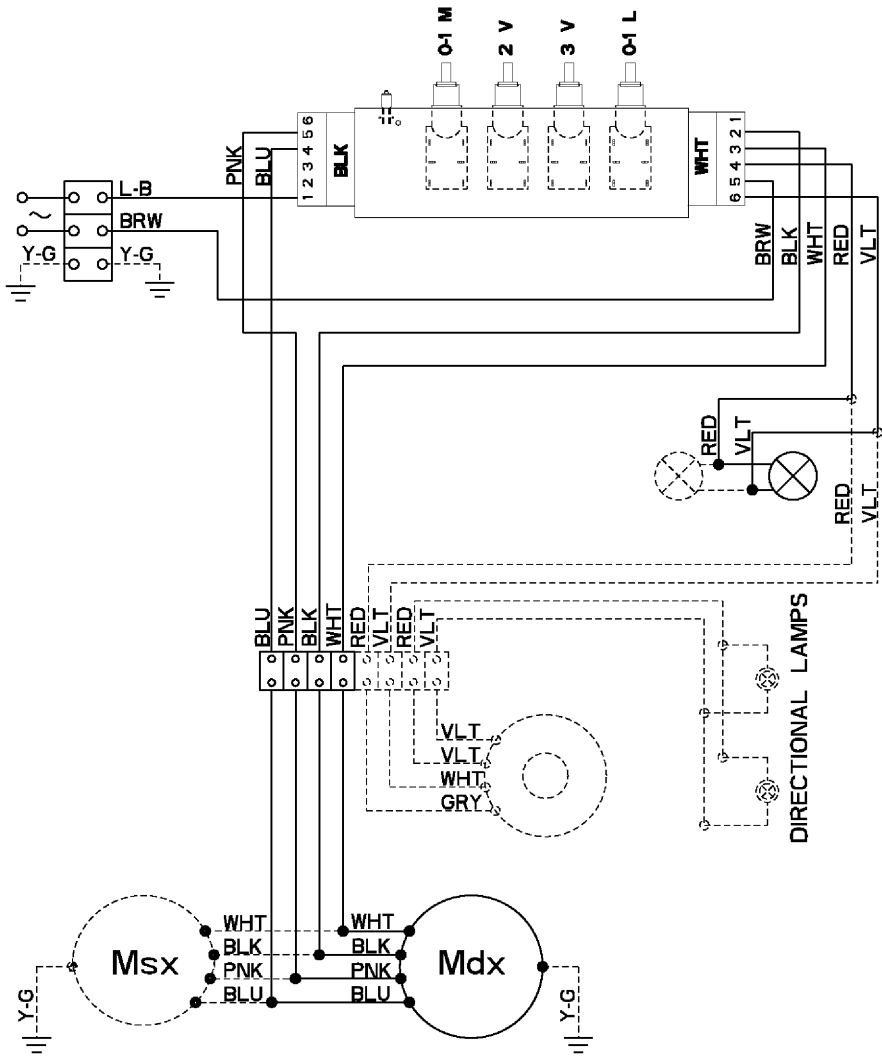 0-1 M
2 V
3 V
0-1 L
1 2 3 4 5 6
BLK
WHT
6 5 4 3 2 1
PNK
BLU
L-B
~
BRW
Y-G
Y-G
BRW
BLK
WHT
RED
VLT
RED
VLT
RED
VLT
BLU
PNK
BLK
WHT
RED
VLT
RED
VLT
DIRECTIONAL LAMPS
VLT
VLT
WHT
GRY
WHT
WHT
BLK
BLK
PNK
PNK
BLU
BLU
Msx
Mdx
Y-G
Y-G